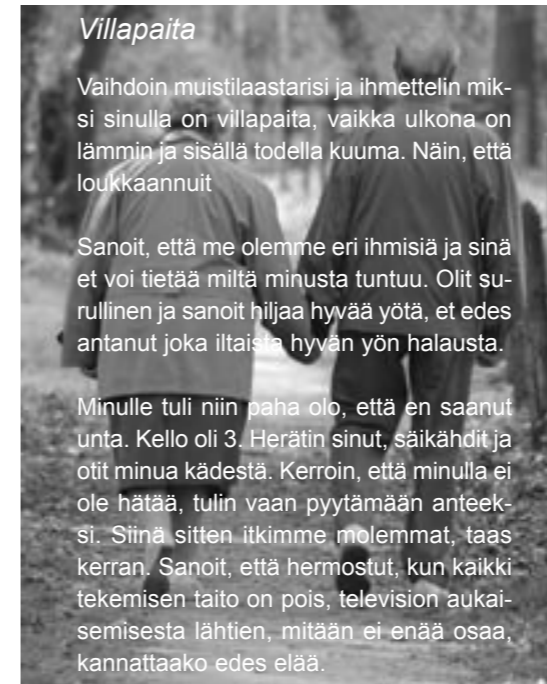 Villapaita
Vaihdoin muistilaastarisi ja ihmettelin mik-
si sinulla on villapaita, vaikka ulkona on
lämmin ja sisällä todella kuuma. Näin, että
loukkaannuit
Sanoit, että me olemme eri ihmisiä ja sinä
et voi tietää miltä minusta tuntuu. Olit su-
rullinen ja sanoit hiljaa hyvää yötä, et edes
antanut joka iltaista hyvän yön halausta.
Minulle tuli niin paha olo, että en saanut
unta. Kello oli 3. Herätin sinut, säikähdit ja
otit minua kädestä. Kerroin, että minulla ei
ole hätää, tulin vaan pyytämään anteek-
si. Siinä sitten itkimme molemmat, taas
kerran. Sanoit, että hermostut, kun kaikki
tekemisen taito on pois, television aukai-
semisesta lähtien, mitään ei enää osaa,
kannattaako edes elää.